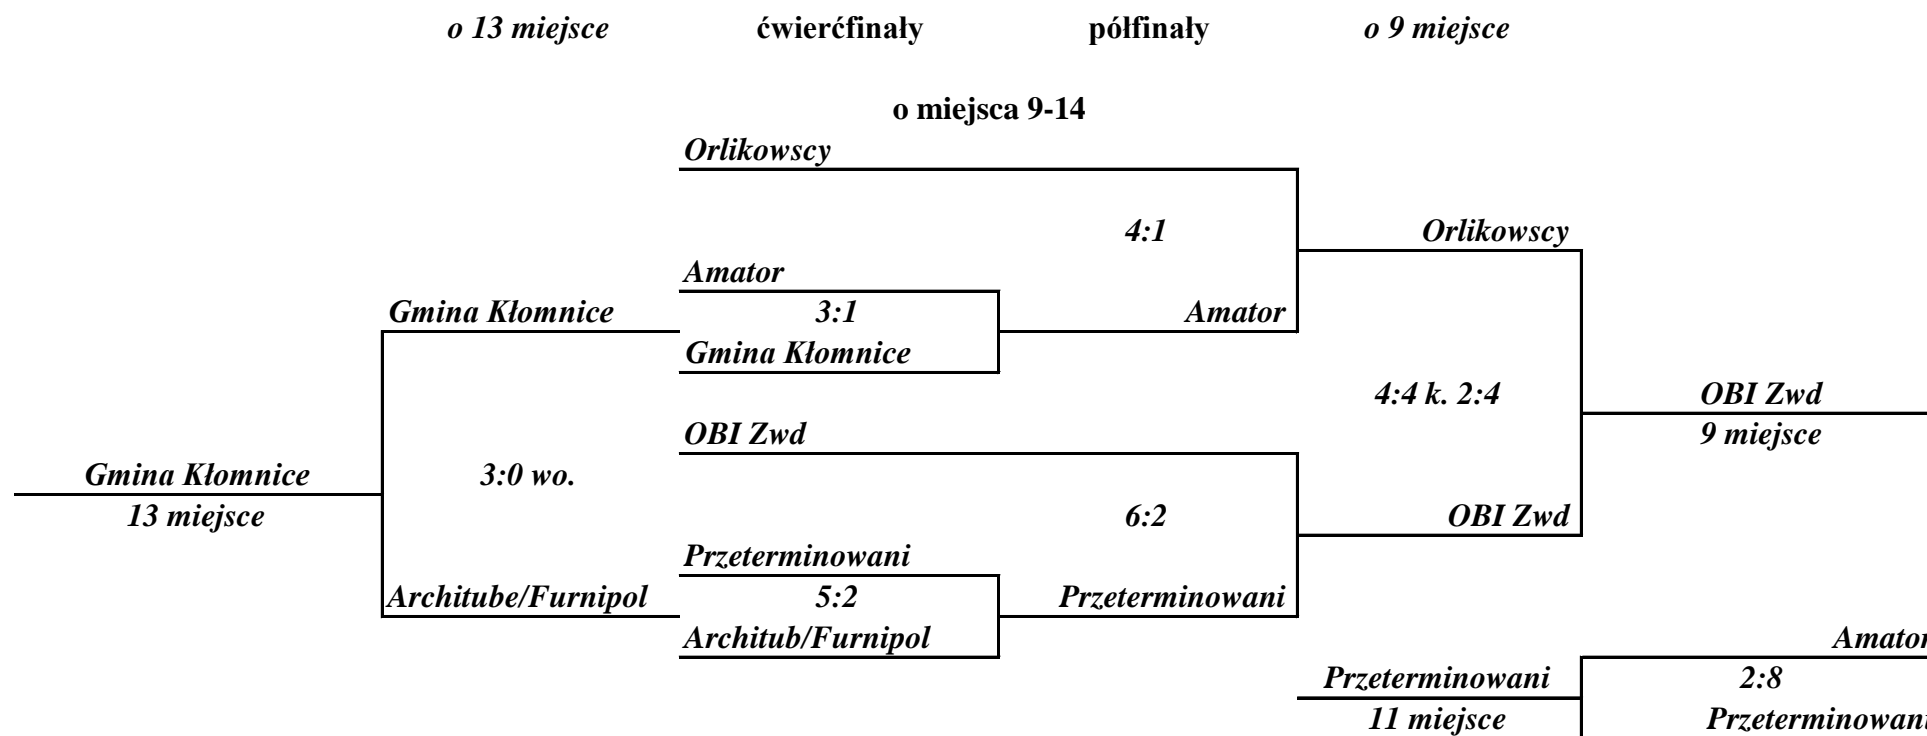 o 13 miejsce ćwierćfinały półfinały o 9 miejsce
o miejsca 9-14
Orlikowscy
4:1 Orlikowscy
Amator
Gmina Kłomnice 3:1 Amator
Gmina Kłomnice
4:4 k. 2:4 OBI Zwd
OBI Zwd 9 miejsce
Gmina Kłomnice 3:0 wo.
13 miejsce 6:2 OBI Zwd
Przeterminowani
Architube/Furnipol 5:2 Przeterminowani
Architub/Furnipol Amator
Przeterminowani 2:8
11 miejsce Przeterminowani